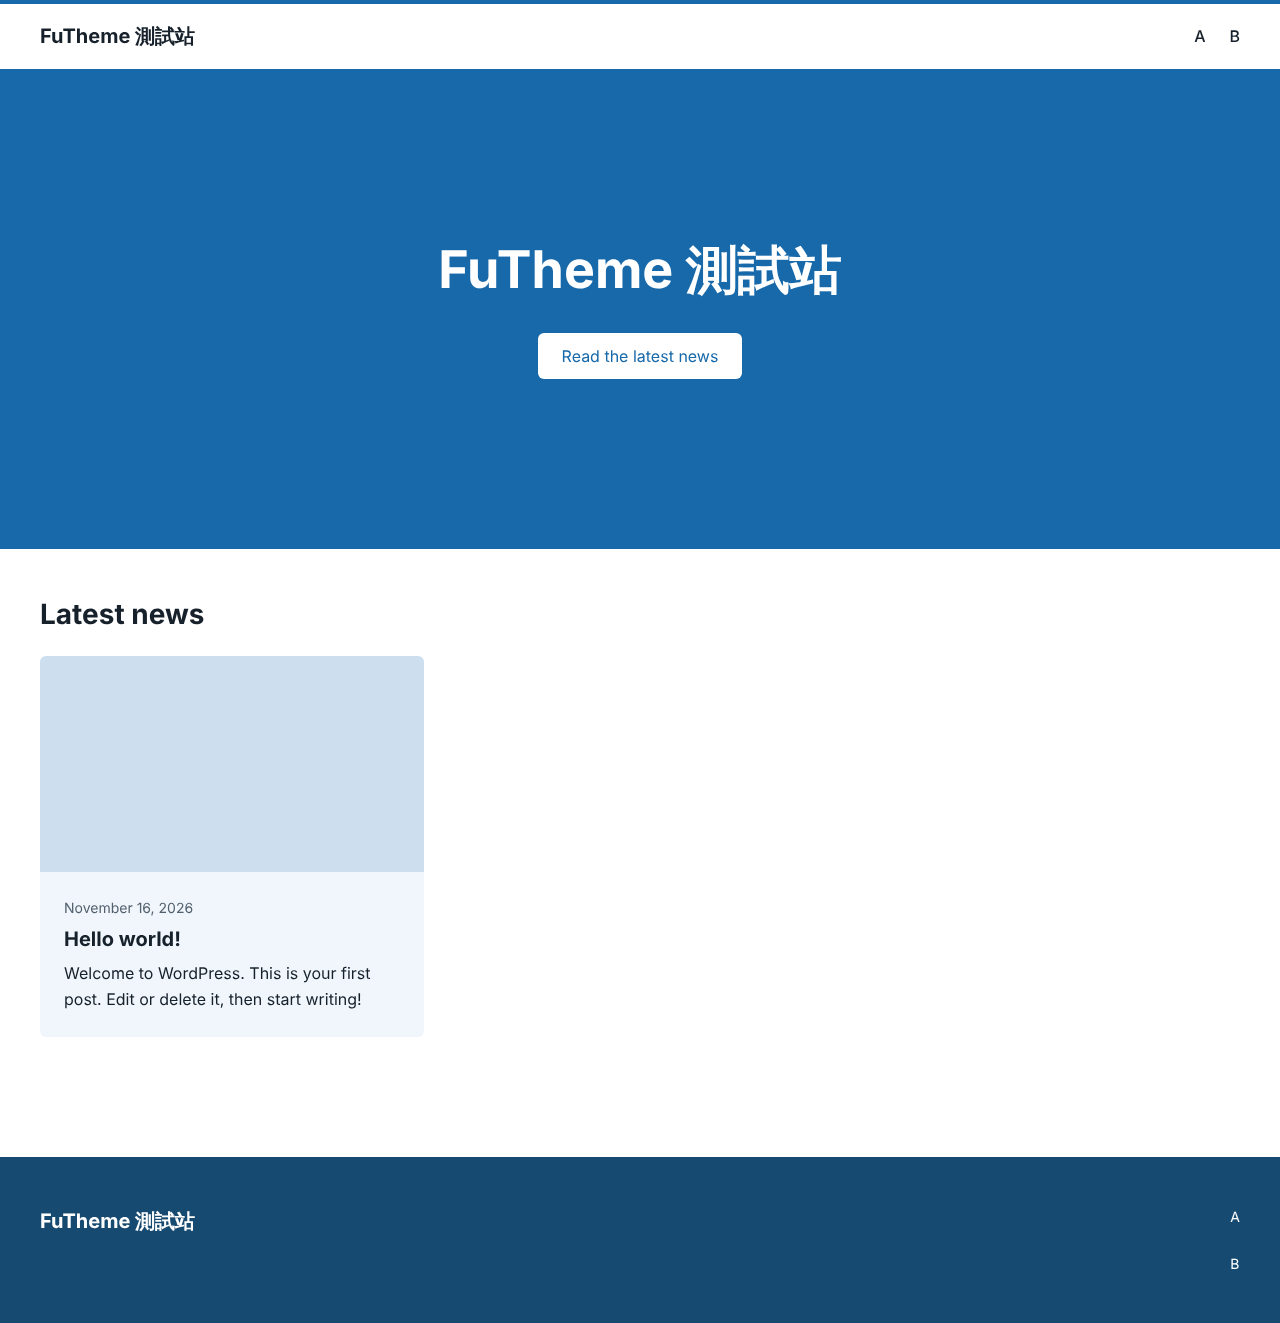 FuTheme 測試站
A
B
FuTheme 測試站
Read the latest news
Latest news
November 16, 2026
Hello world!
Welcome to WordPress. This is your first
post. Edit or delete it, then start writing!
FuTheme 測試站
A
B